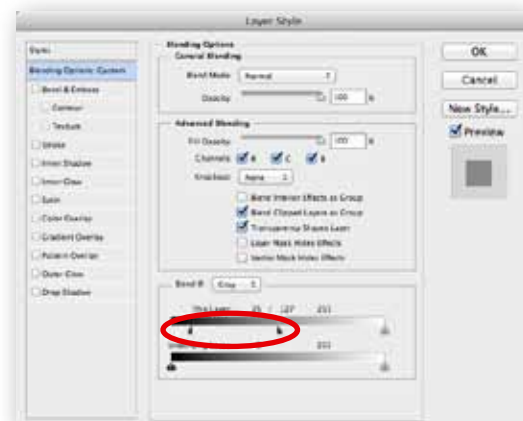 Layer Style
Styles
Blending Options: Custom
Bevel & Emboss
Contour
Texture
Stroke
Inner Shadow
Inner Glow
Satin
Color Overlay
Gradient Overlay
Pattern Overlay
Outer Glow
Drop Shadow
Blending Options
General Blending
Blend Mode: Normal
Opacity: 100 %
Advanced Blending
Fill Opacity: 100 %
Channels: R G B
Knockout: None
Blend Interior Effects as Group
Blend Clipped Layers as Group
Transparency Shapes Layer
Layer Mask Hides Effects
Vector Mask Hides Effects
Blend If: Gray
This Layer: / 127 255
255
OK
Cancel
New Style...
Preview